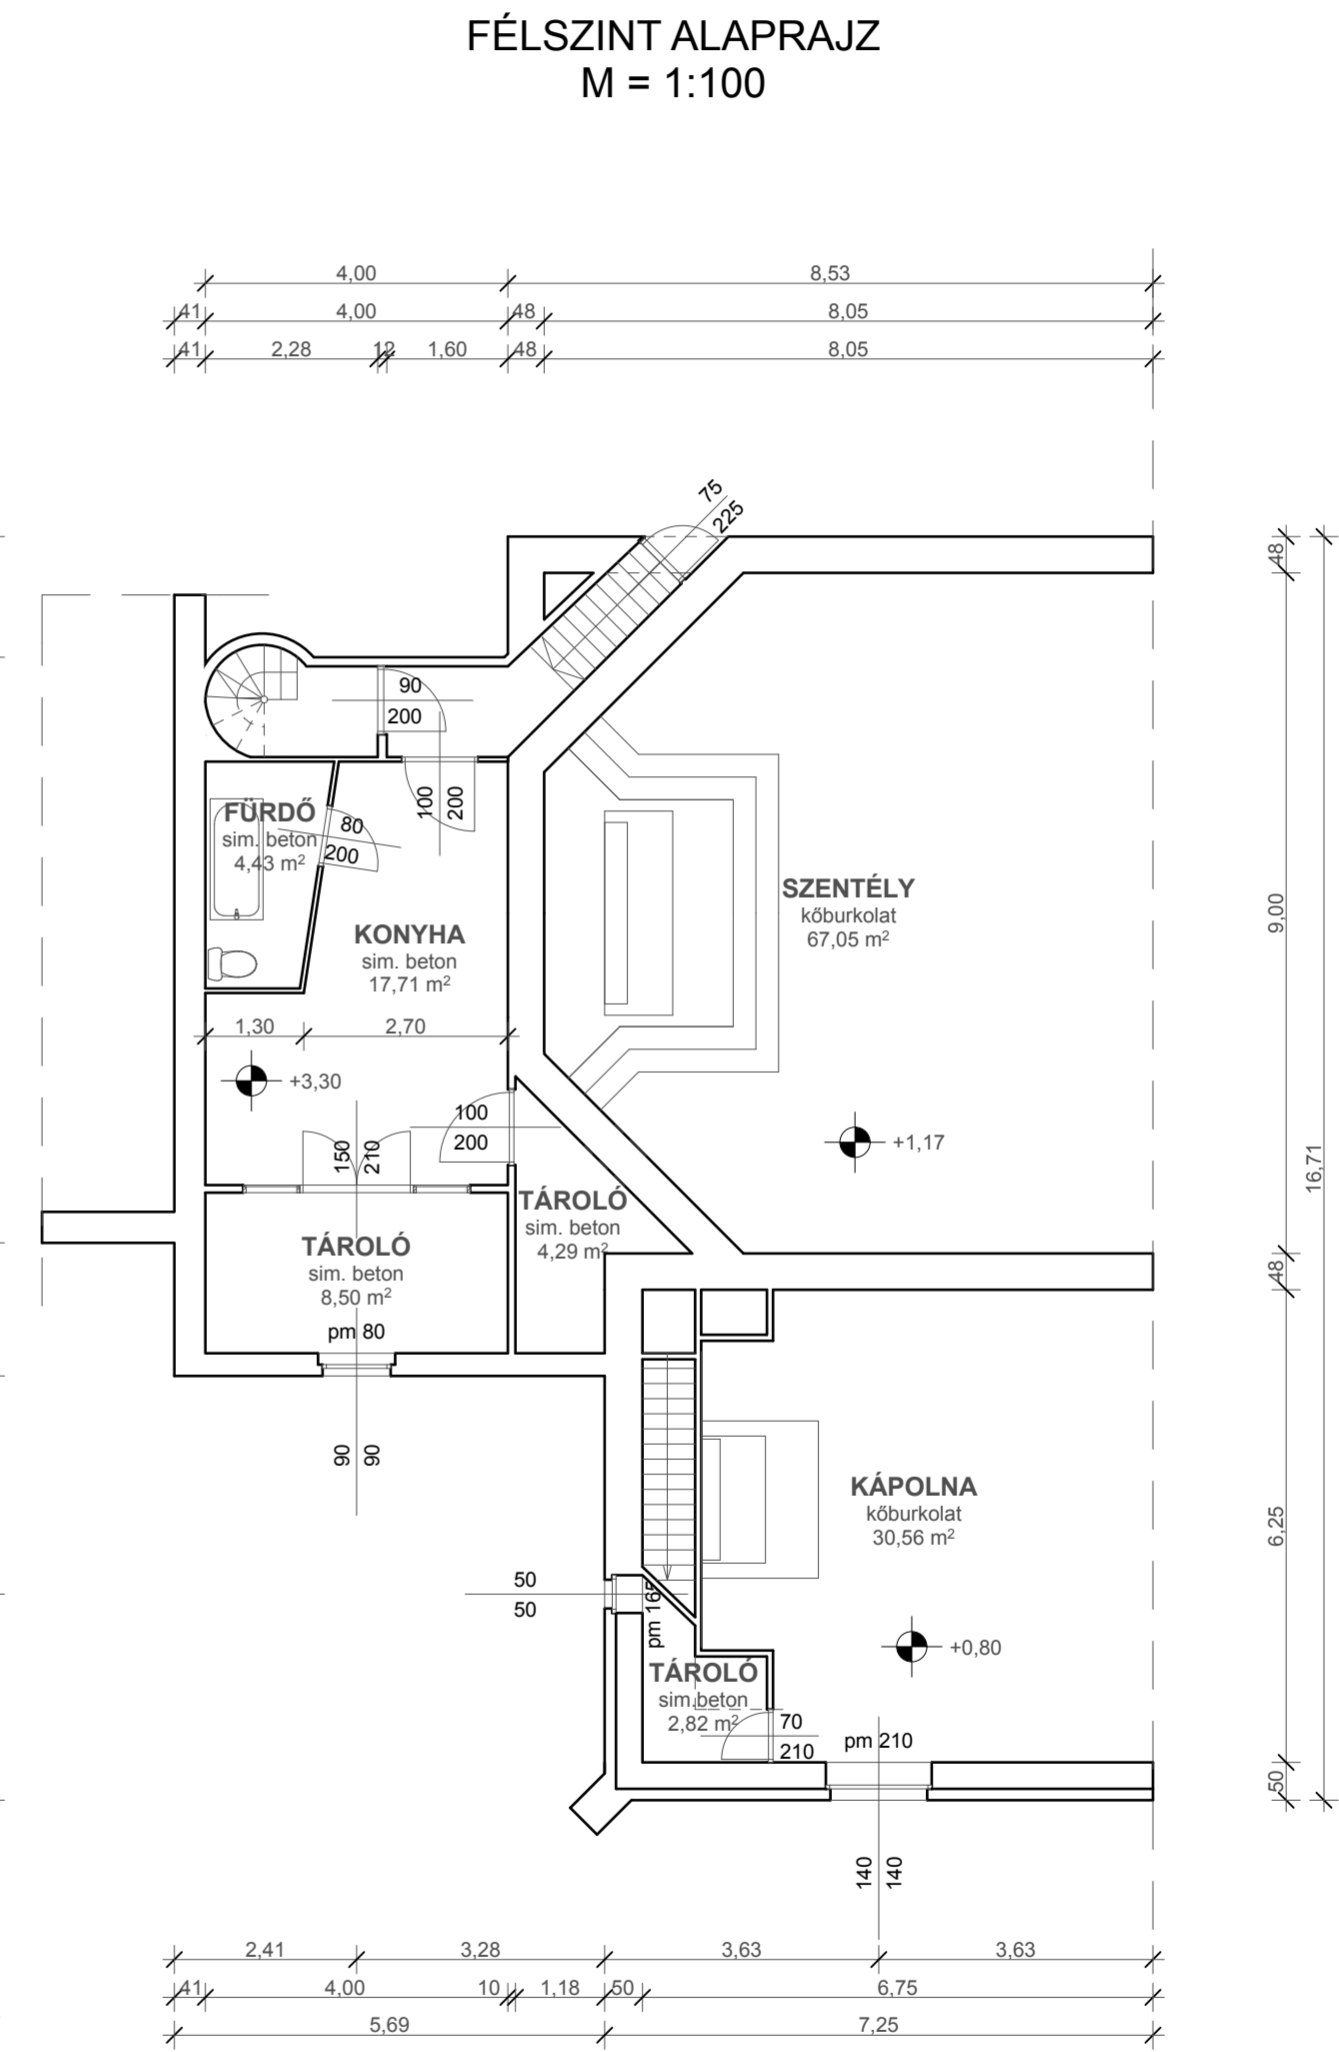 FÉLSZINT ALAPRAJZ
M = 1:100
4,00 8,53
41 4,00 48 8,05
41 2,28 12 1,60 48 8,05
75
225
48
90
200
100
200
FÜRDŐ
sim. beton
4,43 m²
80
200
SZENTÉLY
kőburkolat
67,05 m²
9,00
KONYHA
sim. beton
17,71 m²
1,30 2,70
+3,30
100
200
150
210
+1,17
16,71
TÁROLÓ
sim. beton
4,29 m²
TÁROLÓ
sim. beton
8,50 m²
pm 80
48
90
90
KÁPOLNA
kőburkolat
30,56 m²
6,25
50
50
pm 165
+0,80
TÁROLÓ
sim.beton
2,82 m²
70
210
pm 210
50
140
140
2,41 3,28 3,63 3,63
41 4,00 10 1,18 50 6,75
5,69 7,25